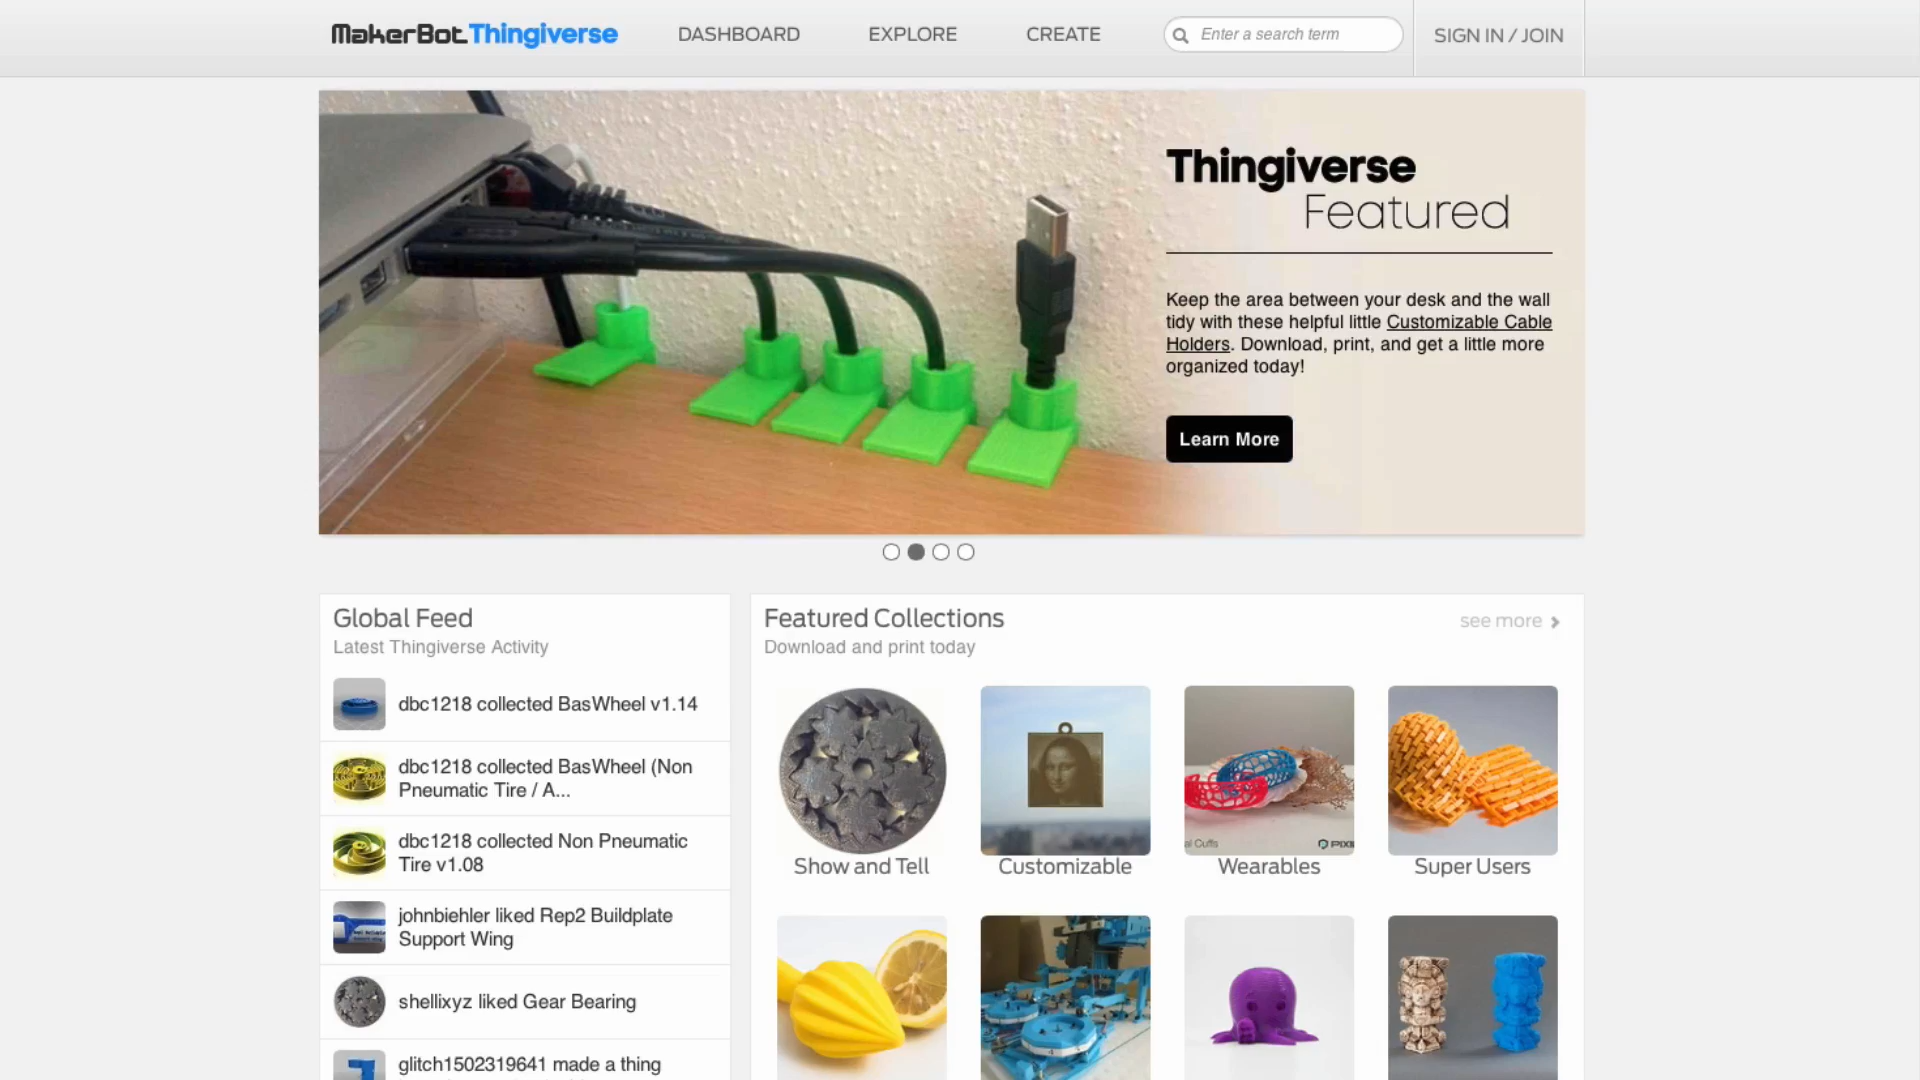 MakerBot Thingiverse
DASHBOARD
EXPLORE
CREATE
Enter a search term
SIGN IN / JOIN
Thingiverse
Featured
Keep the area between your desk and the wall
tidy with these helpful little Customizable Cable
Holders. Download, print, and get a little more
organized today!
Learn More
Global Feed
Latest Thingiverse Activity
dbc1218 collected BasWheel v1.14
dbc1218 collected BasWheel (Non
Pneumatic Tire / A...
dbc1218 collected Non Pneumatic
Tire v1.08
johnbiehler liked Rep2 Buildplate
Support Wing
shellixyz liked Gear Bearing
glitch1502319641 made a thing
Featured Collections
see more
Download and print today
al Cuffs
PIXIL
Show and Tell
Customizable
Wearables
Super Users